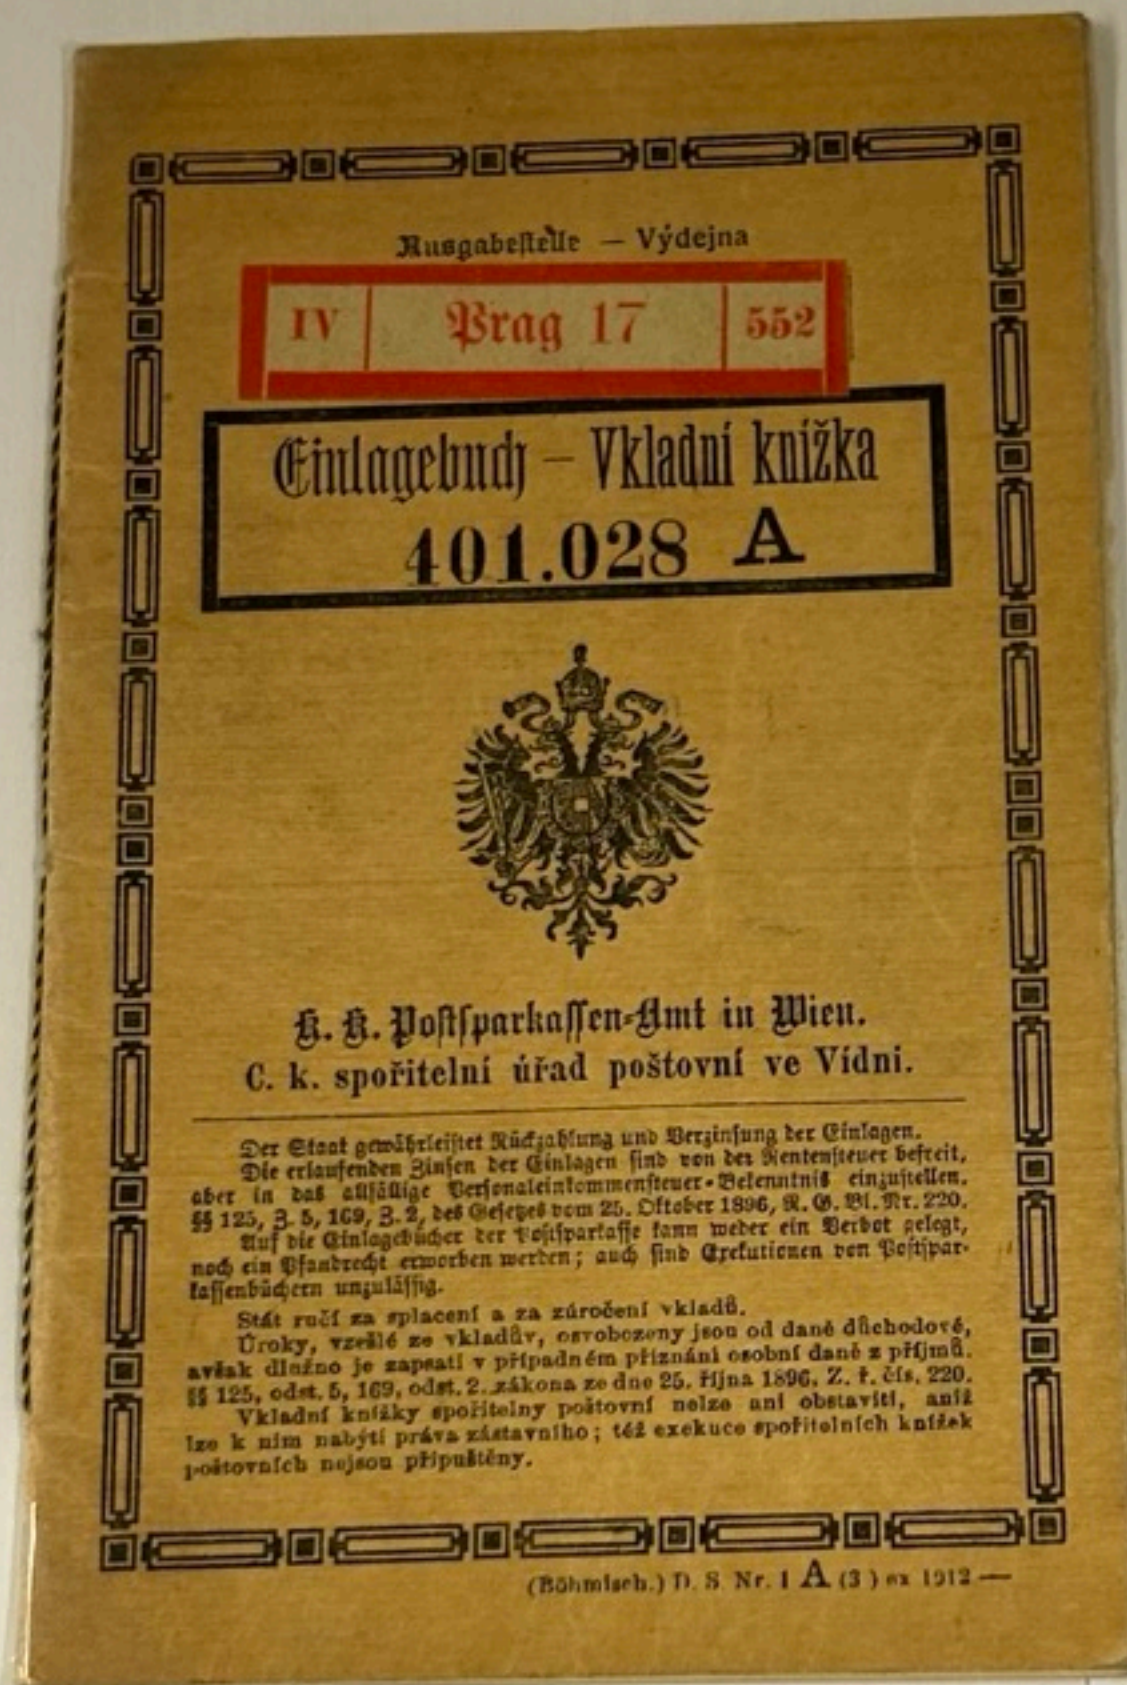 Ausgabestelle — Výdejna
IV Prag 17 552
Einlagebuch — Vkladní knížka
401.028 A
K. K. Postsparkassen-Amt in Wien.
C. k. spořitelní úřad poštovní ve Vídni.
Der Staat gewährleistet Rückzahlung und Verzinsung der Einlagen.
Die erlaufenden Zinsen der Einlagen sind von der Rentensteuer befreit,
aber in das allfällige Personaleinkommensteuer-Bekenntnis einzustellen.
§§ 125, Z. 5, 169, Z. 2, des Gesetzes vom 25. Oktober 1896, R. G. Bl. Nr. 220.
Auf die Einlagebücher der Postsparkasse kann weder ein Verbot gelegt,
noch ein Pfandrecht erworben werden; auch sind Exekutionen von Postspar-
kassenbüchern unzulässig.
Stát ručí za splacení a za zúročení vkladů.
Úroky, vzešlé ze vkladův, osvobozeny jsou od daně důchodové,
avšak dlužno je zapsati v případném přiznání osobní daně z příjmů.
§§ 125, odst. 5, 169, odst. 2. zákona ze dne 25. října 1896, Z. ř. čís. 220.
Vkladní knížky spořitelny poštovní nelze ani obstaviti, aniž
lze k nim nabýti práva zástavního; též exekuce spořitelních knížek
poštovních nejsou připuštěny.
(Böhmisch.) D. S. Nr. 1 A (3) ex 1912 —